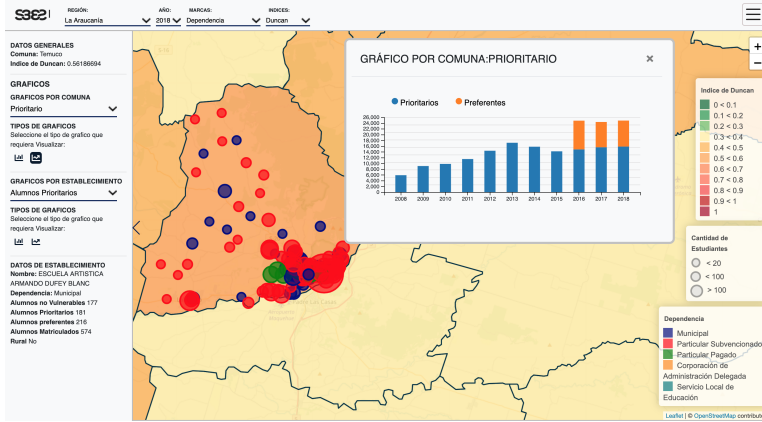 S3E2
REGIÓN:
La Araucania
AÑO:
2018
MARCAS:
Dependencia
INDICES:
Duncan
DATOS GENERALES
Comuna: Temuco
Indice de Duncan: 0.56186694
GRAFICOS
GRAFICOS POR COMUNA
Prioritario
TIPOS DE GRAFICOS
Seleccione el tipo de grafico que
requiera Visualizar:
GRAFICOS POR ESTABLECIMIENTO
Alumnos Prioritarios
TIPOS DE GRAFICOS
Seleccione el tipo de grafico que
requiera Visualizar:
DATOS DE ESTABLECIMIENTO
Nombre: ESCUELA ARTISTICA
ARMANDO DUFEY BLANC
Dependencia: Municipal
Alumnos no Vulnerables 177
Alumnos Prioritarios 181
Alumnos preferentes 216
Alumnos Matriculados 574
Rural No
GRÁFICO POR COMUNA:PRIORITARIO
×
Prioritarios
Preferentes
26,000
24,000
22,000
20,000
18,000
16,000
14,000
12,000
10,000
8,000
6,000
4,000
2,000
0
2008 2009 2010 2011 2012 2013 2014 2015 2016 2017 2018
+
−
Indice de Duncan
0 < 0.1
0.1 < 0.2
0.2 < 0.3
0.3 < 0.4
0.4 < 0.5
0.5 < 0.6
0.6 < 0.7
0.7 < 0.8
0.8 < 0.9
0.9 < 1
1
Cantidad de
Estudiantes
< 20
< 100
> 100
Dependencia
Municipal
Particular Subvencionado
Particular Pagado
Corporación de
Administración Delegada
Servicio Local de
Educación
Leaflet | © OpenStreetMap contribut